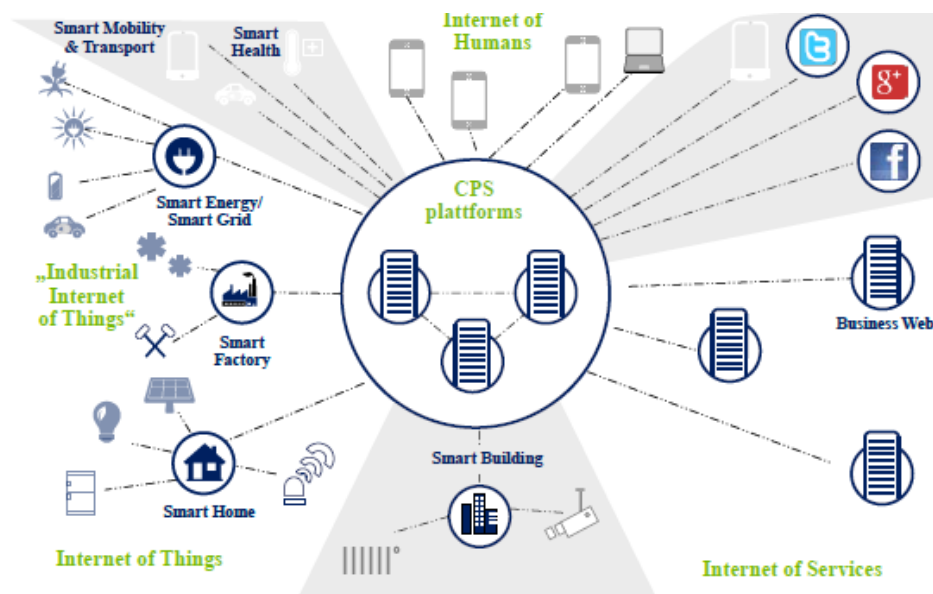 Smart Mobility
& Transport
Smart
Health
Internet of
Humans
g+
f
CPS
plattforms
Smart Energy/
Smart Grid
„Industrial
Internet
of Things“
Smart
Factory
Business Web
Smart Building
Smart Home
Internet of Things
Internet of Services